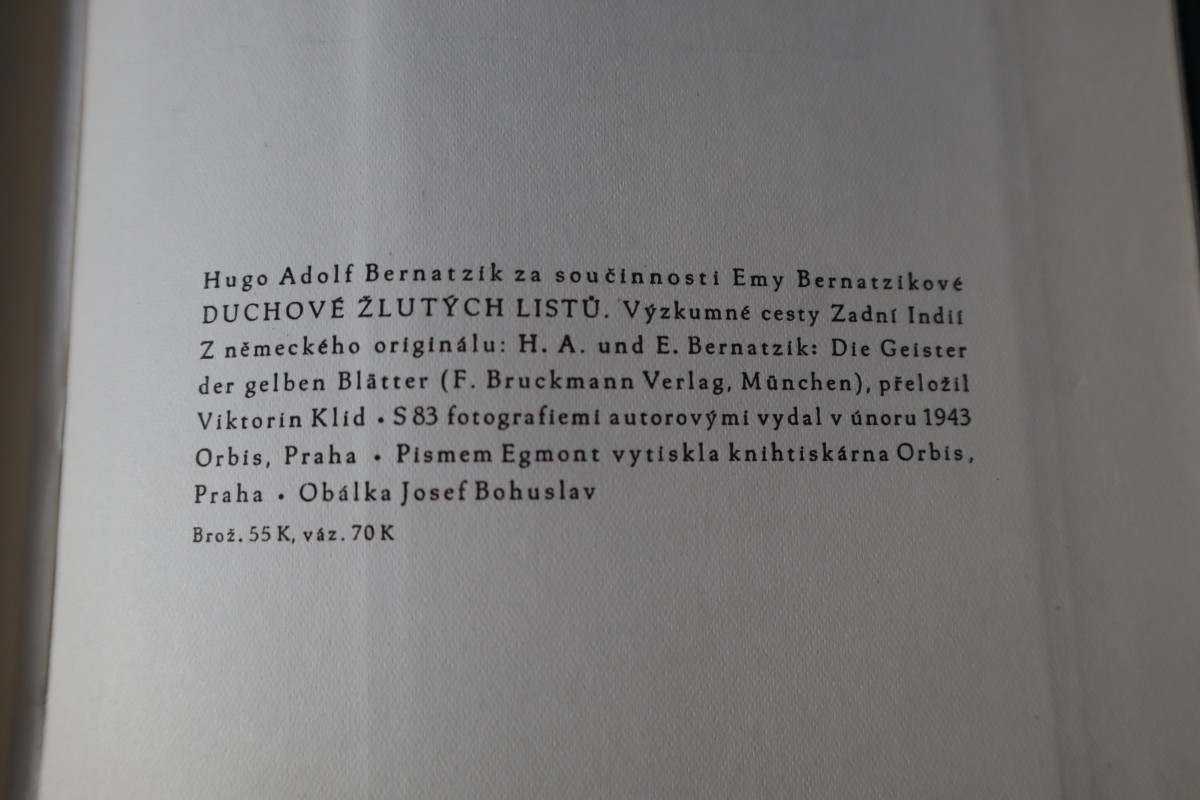 Hugo Adolf Bernatzik za součinnosti Emy Bernatzikové
DUCHOVÉ ŽLUTÝCH LISTŮ. Výzkumné cesty Zadní Indií
Z německého originálu: H. A. und E. Bernatzik: Die Geister
der gelben Blätter (F. Bruckmann Verlag, München), přeložil
Viktorin Klid • S 83 fotografiemi autorovými vydal v únoru 1943
Orbis, Praha • Pismem Egmont vytiskla knihtiskárna Orbis,
Praha • Obálka Josef Bohuslav
Brož. 55 K, váz. 70 K